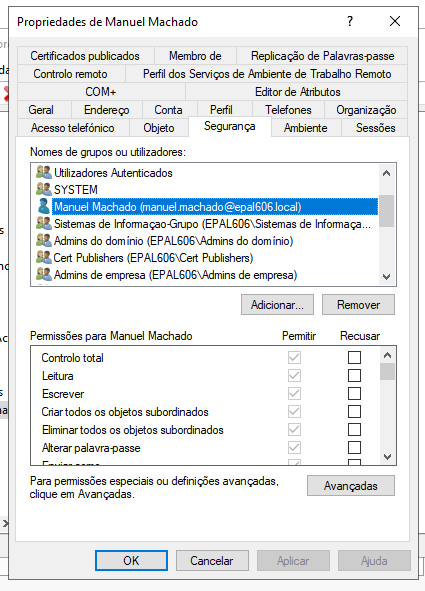 Propriedades de Manuel Machado
?
Certificados publicados Membro de Replicação de Palavras-passe
Controlo remoto Perfil dos Serviços de Ambiente de Trabalho Remoto
COM+ Editor de Atributos
Geral Endereço Conta Perfil Telefones Organização
Acesso telefónico Objeto Segurança Ambiente Sessões
Nomes de grupos ou utilizadores:
Utilizadores Autenticados
SYSTEM
Manuel Machado (manuel.machado@epal606.local)
Sistemas de Informaçao-Grupo (EPAL606\Sistemas de Informaça...
Admins do domínio (EPAL606\Admins do domínio)
Cert Publishers (EPAL606\Cert Publishers)
Admins de empresa (EPAL606\Admins de empresa)
Adicionar... Remover
Permissões para Manuel Machado Permitir Recusar
Controlo total
Leitura
Escrever
Criar todos os objetos subordinados
Eliminar todos os objetos subordinados
Alterar palavra-passe
Para permissões especiais ou definições avançadas,
clique em Avançadas.
Avançadas
OK Cancelar Aplicar Ajuda